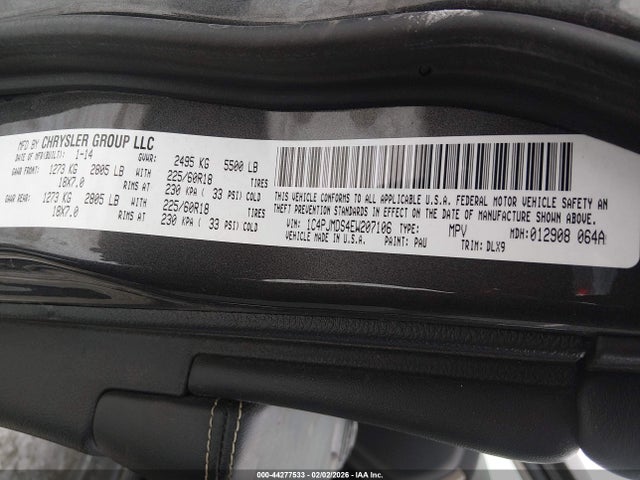 MFD BY CHRYSLER GROUP LLC
DATE OF MFR(BUILT): 1-14 GVWR: 2495 KG 5500 LB
GAWR FRONT: 1273 KG 2805 LB WITH 225/60R18 TIRES
18X7.0 RIMS AT 230 KPA ( 33 PSI) COLD
GAWR REAR: 1273 KG 2805 LB WITH 225/60R18 TIRES
18X7.0 RIMS AT 230 KPA ( 33 PSI) COLD
THIS VEHICLE CONFORMS TO ALL APPLICABLE U.S.A. FEDERAL MOTOR VEHICLE SAFETY AN
THEFT PREVENTION STANDARDS IN EFFECT ON THE DATE OF MANUFACTURE SHOWN ABOVE.
VIN: 1C4PJMDS4EW207106 TYPE: MPV MDH: 012908 064A
VEHICLE MADE IN U.S.A. PAINT: PAU TRIM: DLX9
000-44277533 - 02/02/2026 - IAA Inc.